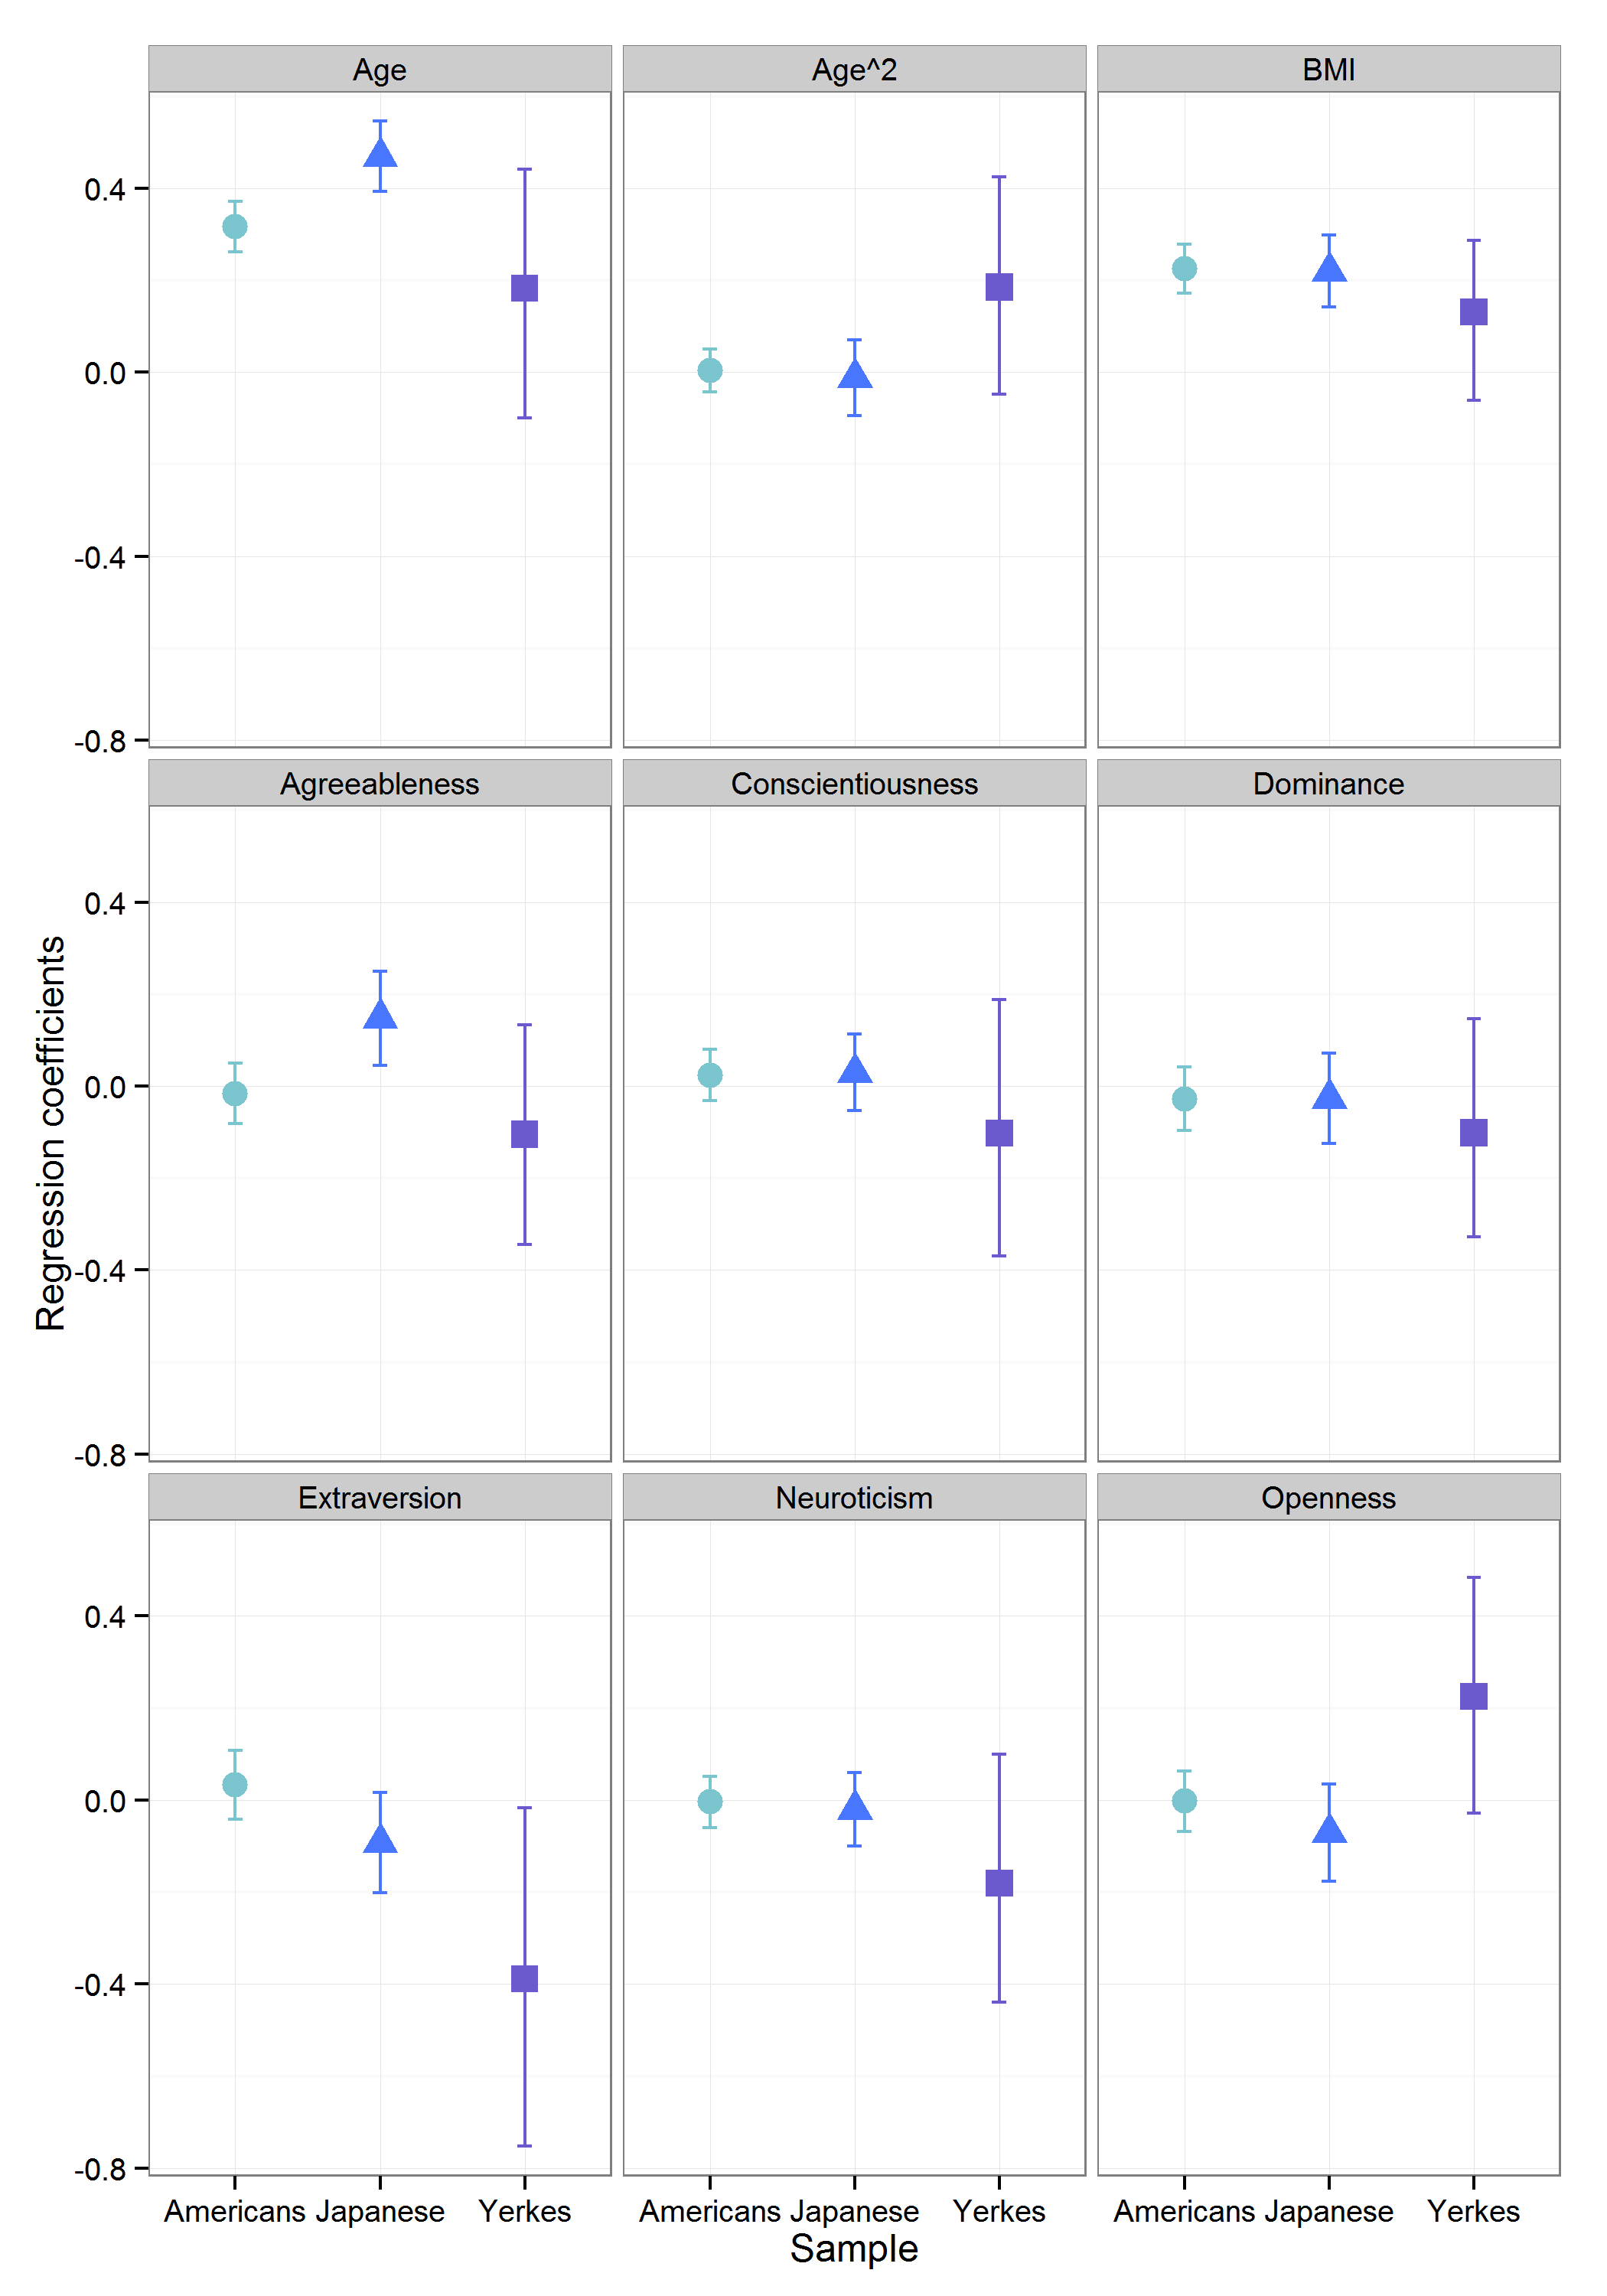 Age Age^2 BMI
0.4
0.0
-0.4
-0.8
Agreeableness Conscientiousness Dominance
0.4
0.0
-0.4
-0.8
Regression coefficients
Extraversion Neuroticism Openness
0.4
0.0
-0.4
-0.8
Americans Japanese Yerkes Americans Japanese Yerkes Americans Japanese Yerkes
Sample